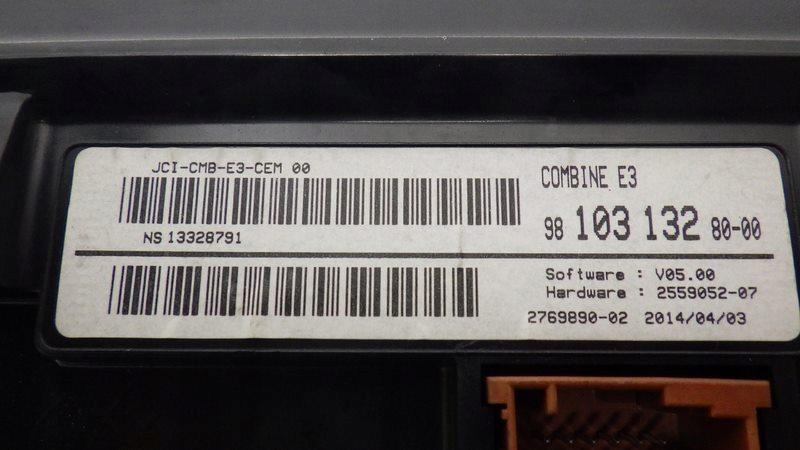 JCI-CMB-E3-CEM 00
NS 13328791
COMBINE E3
98 103 132 80-00
Software : V05.00
Hardware : 2559052-07
2769890-02 2014/04/03